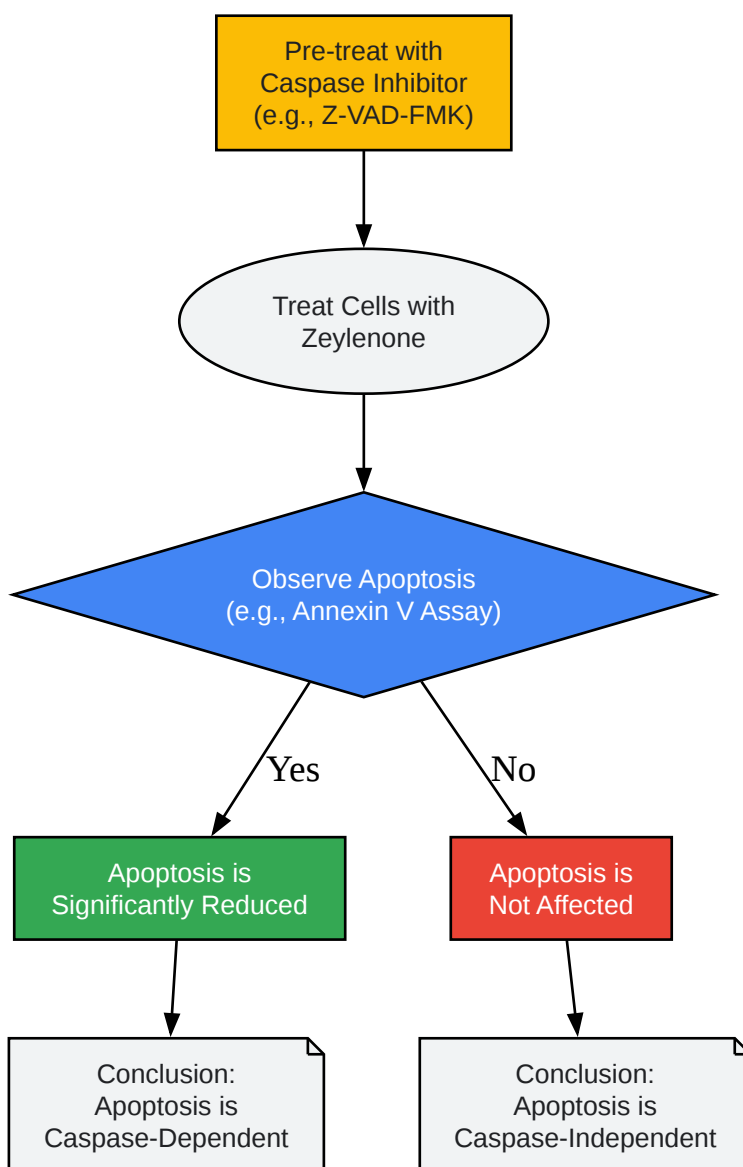 Pre-treat with
Caspase Inhibitor
(e.g., Z-VAD-FMK)
Treat Cells with
Zeylenone
Observe Apoptosis
(e.g., Annexin V Assay)
Yes
No
Apoptosis is
Significantly Reduced
Apoptosis is
Not Affected
Conclusion:
Apoptosis is
Caspase-Dependent
Conclusion:
Apoptosis is
Caspase-Independent